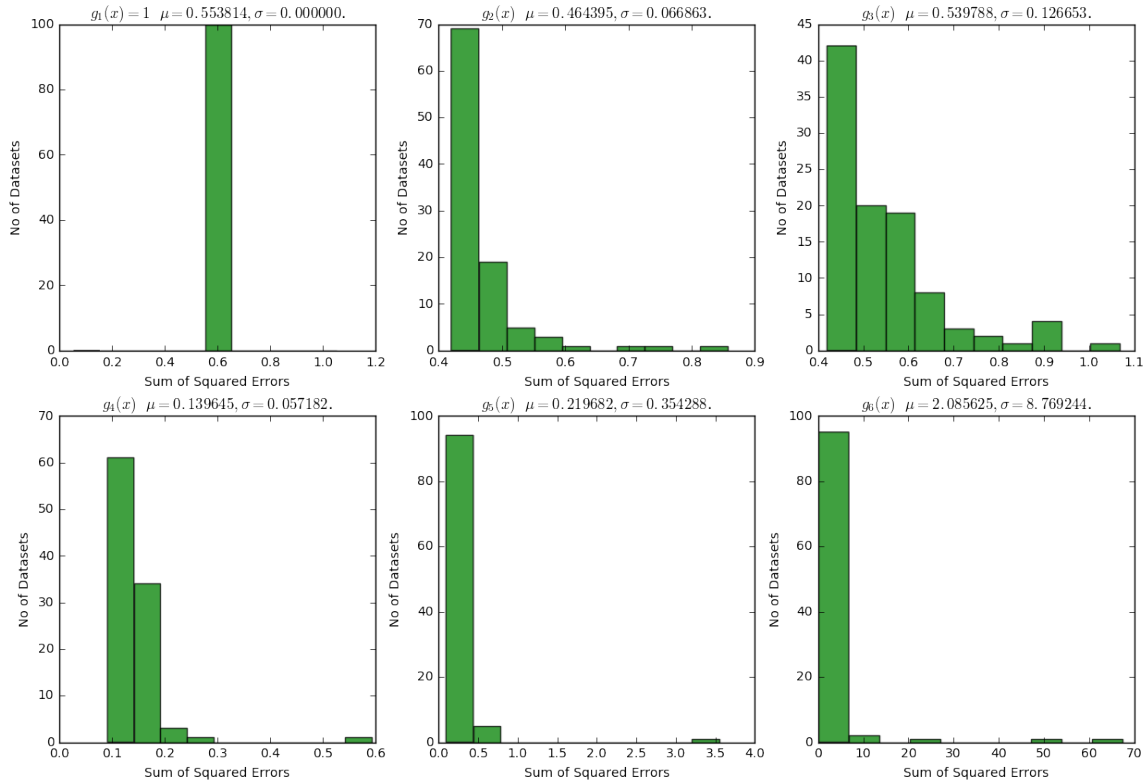 g₁(x) = 1 μ = 0.553814, σ = 0.000000.
100
80
60
40
20
0
No of Datasets
0.0 0.2 0.4 0.6 0.8 1.0 1.2
Sum of Squared Errors
g₂(x) μ = 0.464395, σ = 0.066863.
70
60
50
40
30
20
10
0
No of Datasets
0.4 0.5 0.6 0.7 0.8 0.9
Sum of Squared Errors
g₃(x) μ = 0.539788, σ = 0.126653.
45
40
35
30
25
20
15
10
5
0
No of Datasets
0.4 0.5 0.6 0.7 0.8 0.9 1.0 1.1
Sum of Squared Errors
g₄(x) μ = 0.139645, σ = 0.057182.
70
60
50
40
30
20
10
0
No of Datasets
0.0 0.1 0.2 0.3 0.4 0.5 0.6
Sum of Squared Errors
g₅(x) μ = 0.219682, σ = 0.354288.
100
80
60
40
20
0
No of Datasets
0.0 0.5 1.0 1.5 2.0 2.5 3.0 3.5 4.0
Sum of Squared Errors
g₆(x) μ = 2.085625, σ = 8.769244.
100
80
60
40
20
0
No of Datasets
0 10 20 30 40 50 60 70
Sum of Squared Errors